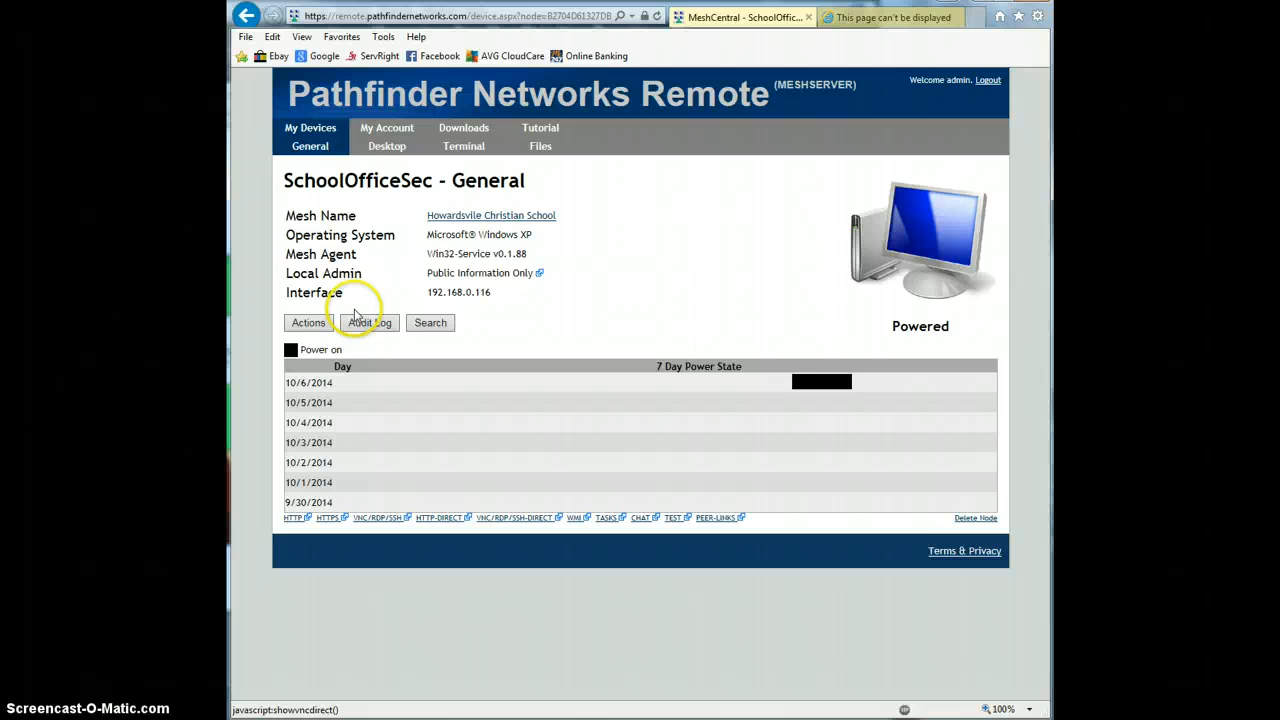 https://remote.pathfindernetworks.com/device.aspx?node=B2704D61327DB
MeshCentral - SchoolOffic...
This page can't be displayed
File Edit View Favorites Tools Help
Ebay Google ServRight Facebook AVG CloudCare Online Banking
Pathfinder Networks Remote (MESHSERVER)
Welcome admin. Logout
My Devices My Account Downloads Tutorial
General Desktop Terminal Files
SchoolOfficeSec - General
Mesh Name Howardsvile Christian School
Operating System Microsoft® Windows XP
Mesh Agent Win32-Service v0.1.88
Local Admin Public Information Only
Interface 192.168.0.116
Actions Audit Log Search
Powered
Power on
Day 7 Day Power State
10/6/2014
10/5/2014
10/4/2014
10/3/2014
10/2/2014
10/1/2014
9/30/2014
HTTP HTTPS VNC/RDP/SSH HTTP-DIRECT VNC/RDP/SSH-DIRECT WMI TASKS CHAT TEST PEER-LINKS Delete Node
Terms & Privacy
javascript:showvncdirect()
100%
Screencast-O-Matic.com